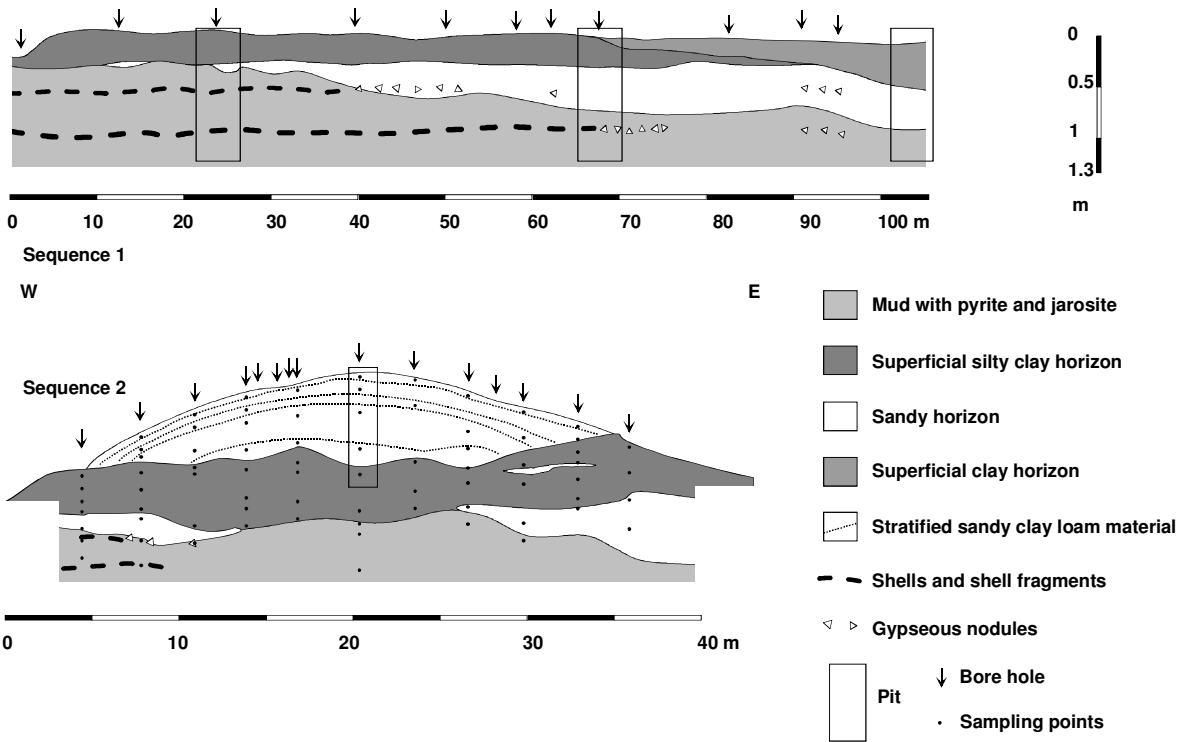 0
0.5
1
1.3
m
0 10 20 30 40 50 60 70 80 90 100 m
Sequence 1
W E
Mud with pyrite and jarosite
Superficial silty clay horizon
Sequence 2
Sandy horizon
Superficial clay horizon
Stratified sandy clay loam material
Shells and shell fragments
Gypseous nodules
0 10 20 30 40 m
Pit
Bore hole
Sampling points